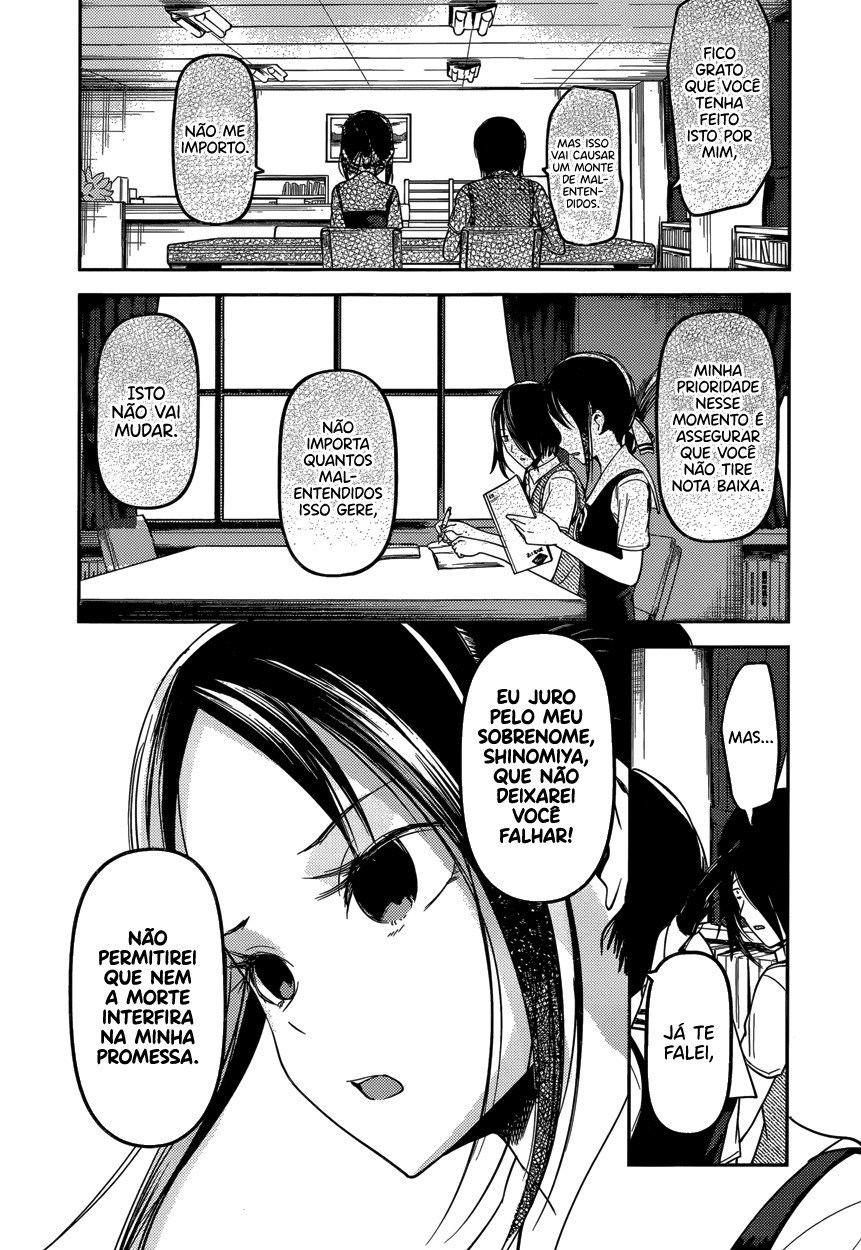 FICO
GRATO
QUE VOCÊ
TENHA
FEITO
ISTO POR
MIM,
MAS ISSO
VAI CAUSAR
UM MONTE
DE MAL-
ENTEN-
DIDOS.
NÃO ME
IMPORTO.
MINHA
PRIORIDADE
NESSE
MOMENTO É
ASSEGURAR
QUE VOCÊ
NÃO TIRE
NOTA BAIXA.
NÃO
IMPORTA
QUANTOS
MAL-
ENTENDIDOS
ISSO GERE,
ISTO
NÃO VAI
MUDAR.
MAS...
JÁ TE
FALEI,
EU JURO
PELO MEU
SOBRENOME,
SHINOMIYA,
QUE NÃO
DEIXAREI
VOCÊ
FALHAR!
NÃO
PERMITIREI
QUE NEM
A MORTE
INTERFIRA
NA MINHA
PROMESSA.